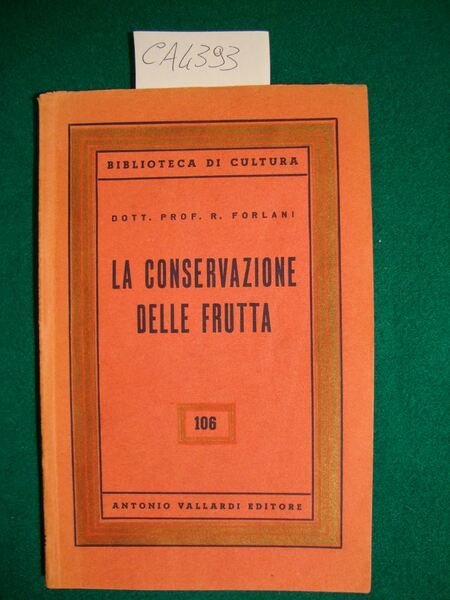 CA4393
BIBLIOTECA DI CULTURA
DOTT. PROF. R. FORLANI
LA CONSERVAZIONE
DELLE FRUTTA
106
ANTONIO VALLARDI EDITORE